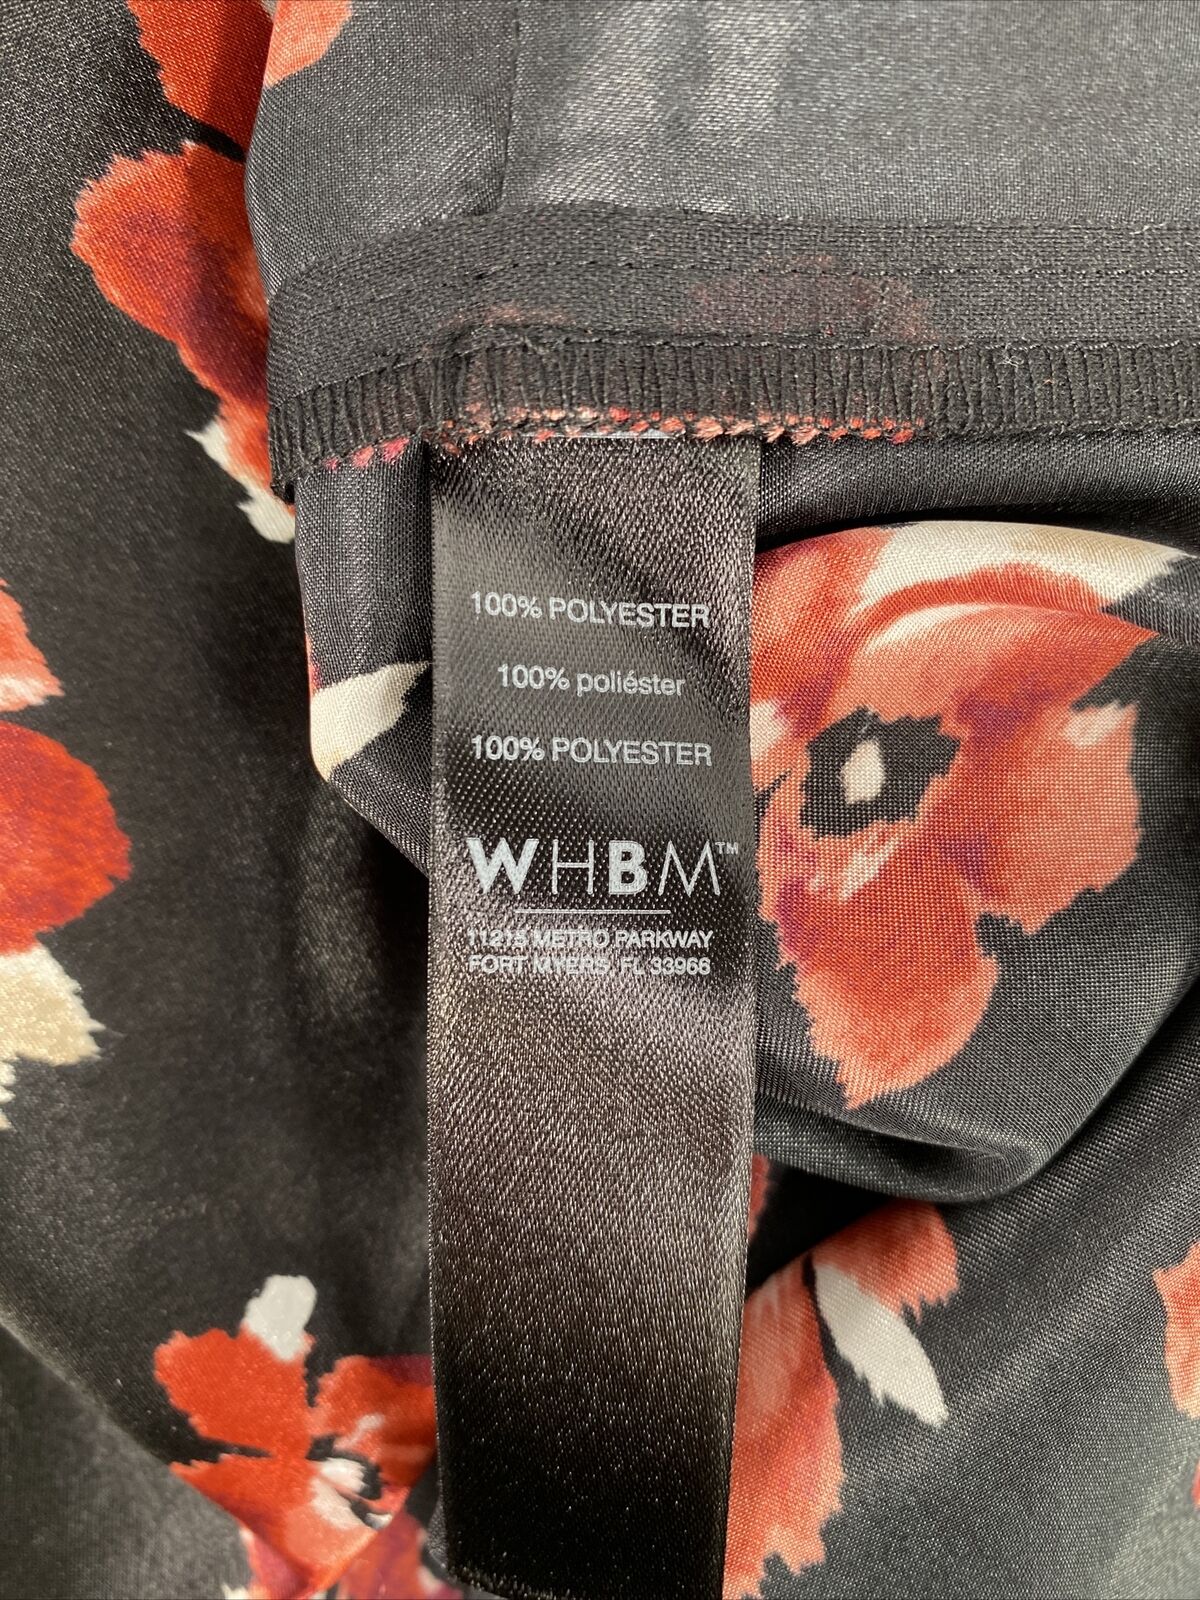 100% POLYESTER
100% poliéster
100% POLYESTER
WHBM™
11215 METRO PARKWAY
FORT MYERS, FL 33966